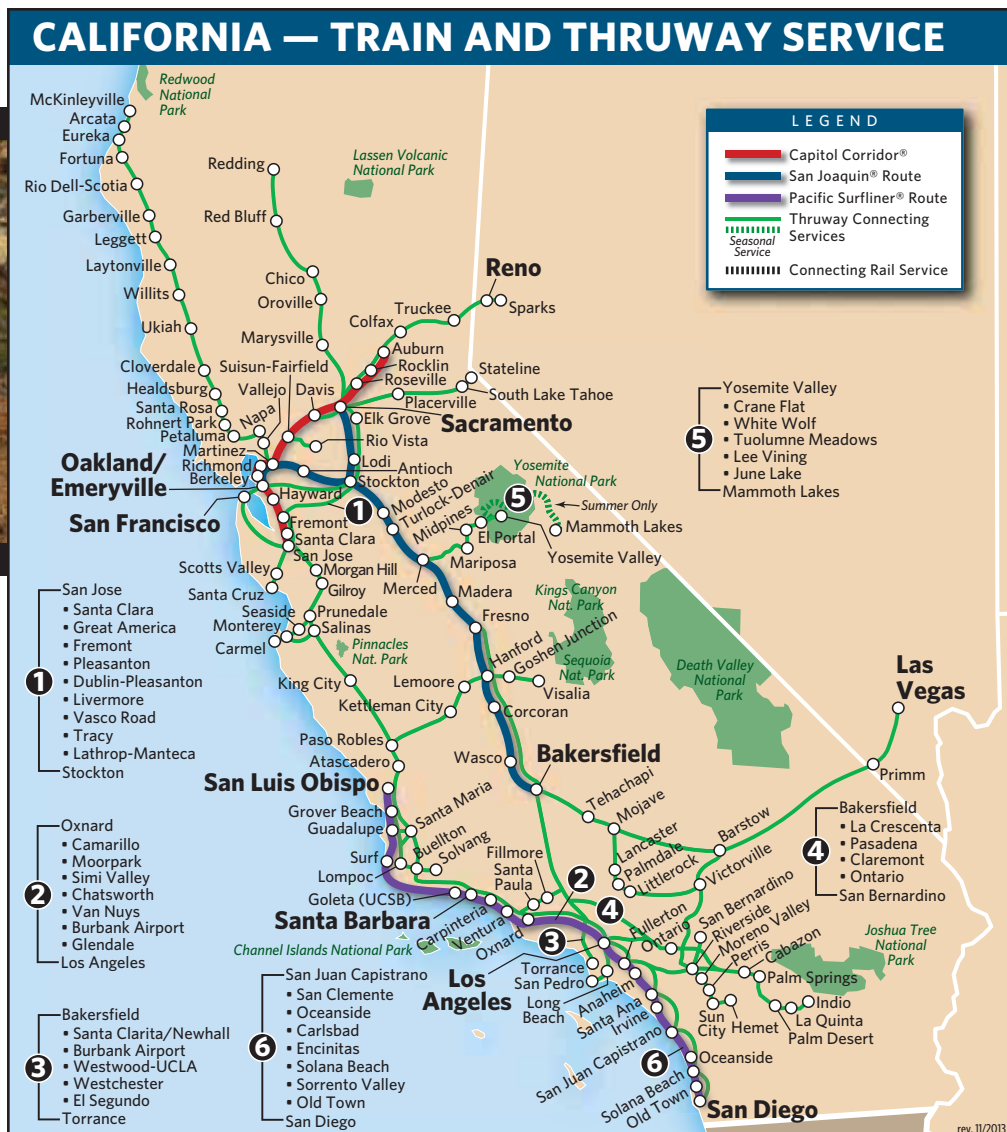 CALIFORNIA — TRAIN AND THRUWAY SERVICE
Redwood
National
Park
McKinleyville
Arcata
Eureka
Fortuna
Rio Dell-Scotia
Garberville
Leggett
Laytonville
Willits
Ukiah
Cloverdale
Healdsburg
Santa Rosa
Rohnert Park
Petaluma
Napa
Vallejo
Suisun-Fairfield
Martinez
Richmond
Berkeley
Oakland/
Emeryville
San Francisco
Redding
Red Bluff
Chico
Oroville
Marysville
Davis
Lassen Volcanic
National Park
Reno
Sparks
Truckee
Colfax
Auburn
Rocklin
Roseville
Stateline
South Lake Tahoe
Placerville
Sacramento
Elk Grove
Rio Vista
Lodi
Antioch
Stockton
Hayward
1
Fremont
Santa Clara
San Jose
Modesto
Turlock-Denair
Midpines
Yosemite
National Park
5
Summer Only
El Portal
Mammoth Lakes
Yosemite Valley
Mariposa
Merced
Scotts Valley
Santa Cruz
Morgan Hill
Gilroy
Prunedale
Seaside
Monterey
Salinas
Carmel
Pinnacles
Nat. Park
Madera
Fresno
Kings Canyon
Nat. Park
Hanford
Goshen Junction
Sequoia
Nat. Park
Visalia
Lemoore
Kettleman City
Corcoran
King City
Death Valley
National
Park
Las
Vegas
Primm
Paso Robles
Atascadero
Wasco
Bakersfield
San Luis Obispo
Grover Beach
Guadalupe
Santa Maria
Surf
Lompoc
Buellton
Solvang
Goleta (UCSB)
Santa Barbara
Carpinteria
Ventura
Oxnard
Fillmore
Santa
Paula
Tehachapi
Mojave
Lancaster
Palmdale
Littlerock
Barstow
Victorville
2
4
3
Channel Islands National Park
Los
Angeles
Torrance
San Pedro
Long
Beach
Fullerton
Ontario
San Bernardino
Riverside
Moreno Valley
Perris
Cabazon
Joshua Tree
National
Park
Palm Springs
Indio
La Quinta
Palm Desert
Sun
City
Hemet
Anaheim
Santa Ana
Irvine
San Juan Capistrano
6
Oceanside
Solana Beach
Old Town
San Diego
LEGEND
Capitol Corridor®
San Joaquin® Route
Pacific Surfliner® Route
Thruway Connecting
Services
Seasonal
Service
Connecting Rail Service
5
Yosemite Valley
▪ Crane Flat
▪ White Wolf
▪ Tuolumne Meadows
▪ Lee Vining
▪ June Lake
Mammoth Lakes
1
San Jose
▪ Santa Clara
▪ Great America
▪ Fremont
▪ Pleasanton
▪ Dublin-Pleasanton
▪ Livermore
▪ Vasco Road
▪ Tracy
▪ Lathrop-Manteca
Stockton
2
Oxnard
▪ Camarillo
▪ Moorpark
▪ Simi Valley
▪ Chatsworth
▪ Van Nuys
▪ Burbank Airport
▪ Glendale
Los Angeles
4
Bakersfield
▪ La Crescenta
▪ Pasadena
▪ Claremont
▪ Ontario
San Bernardino
3
Bakersfield
▪ Santa Clarita/Newhall
▪ Burbank Airport
▪ Westwood-UCLA
▪ Westchester
▪ El Segundo
Torrance
6
San Juan Capistrano
▪ San Clemente
▪ Oceanside
▪ Carlsbad
▪ Encinitas
▪ Solana Beach
▪ Sorrento Valley
▪ Old Town
San Diego
rev. 11/2013